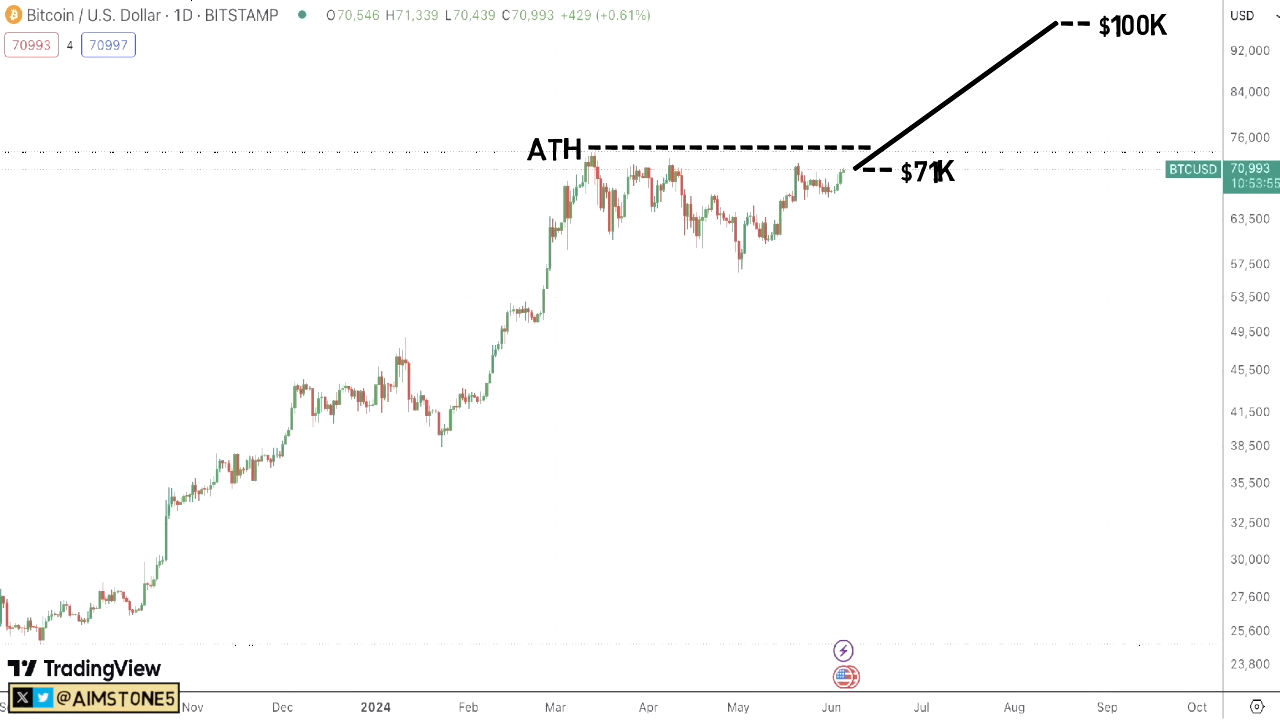 Bitcoin / U.S. Dollar · 1D · BITSTAMP O70,546 H71,339 L70,439 C70,993 +429 (+0.61%) USD
70993 4 70997
$100K
92,000
84,000
76,000
ATH
$71K
BTCUSD 70,993
10:53:55
63,500
57,500
53,500
49,500
45,500
41,500
38,500
35,500
32,500
30,000
27,600
25,600
23,800
TradingView
@AIMSTONE5
Nov Dec 2024 Feb Mar Apr May Jun Jul Aug Sep Oct